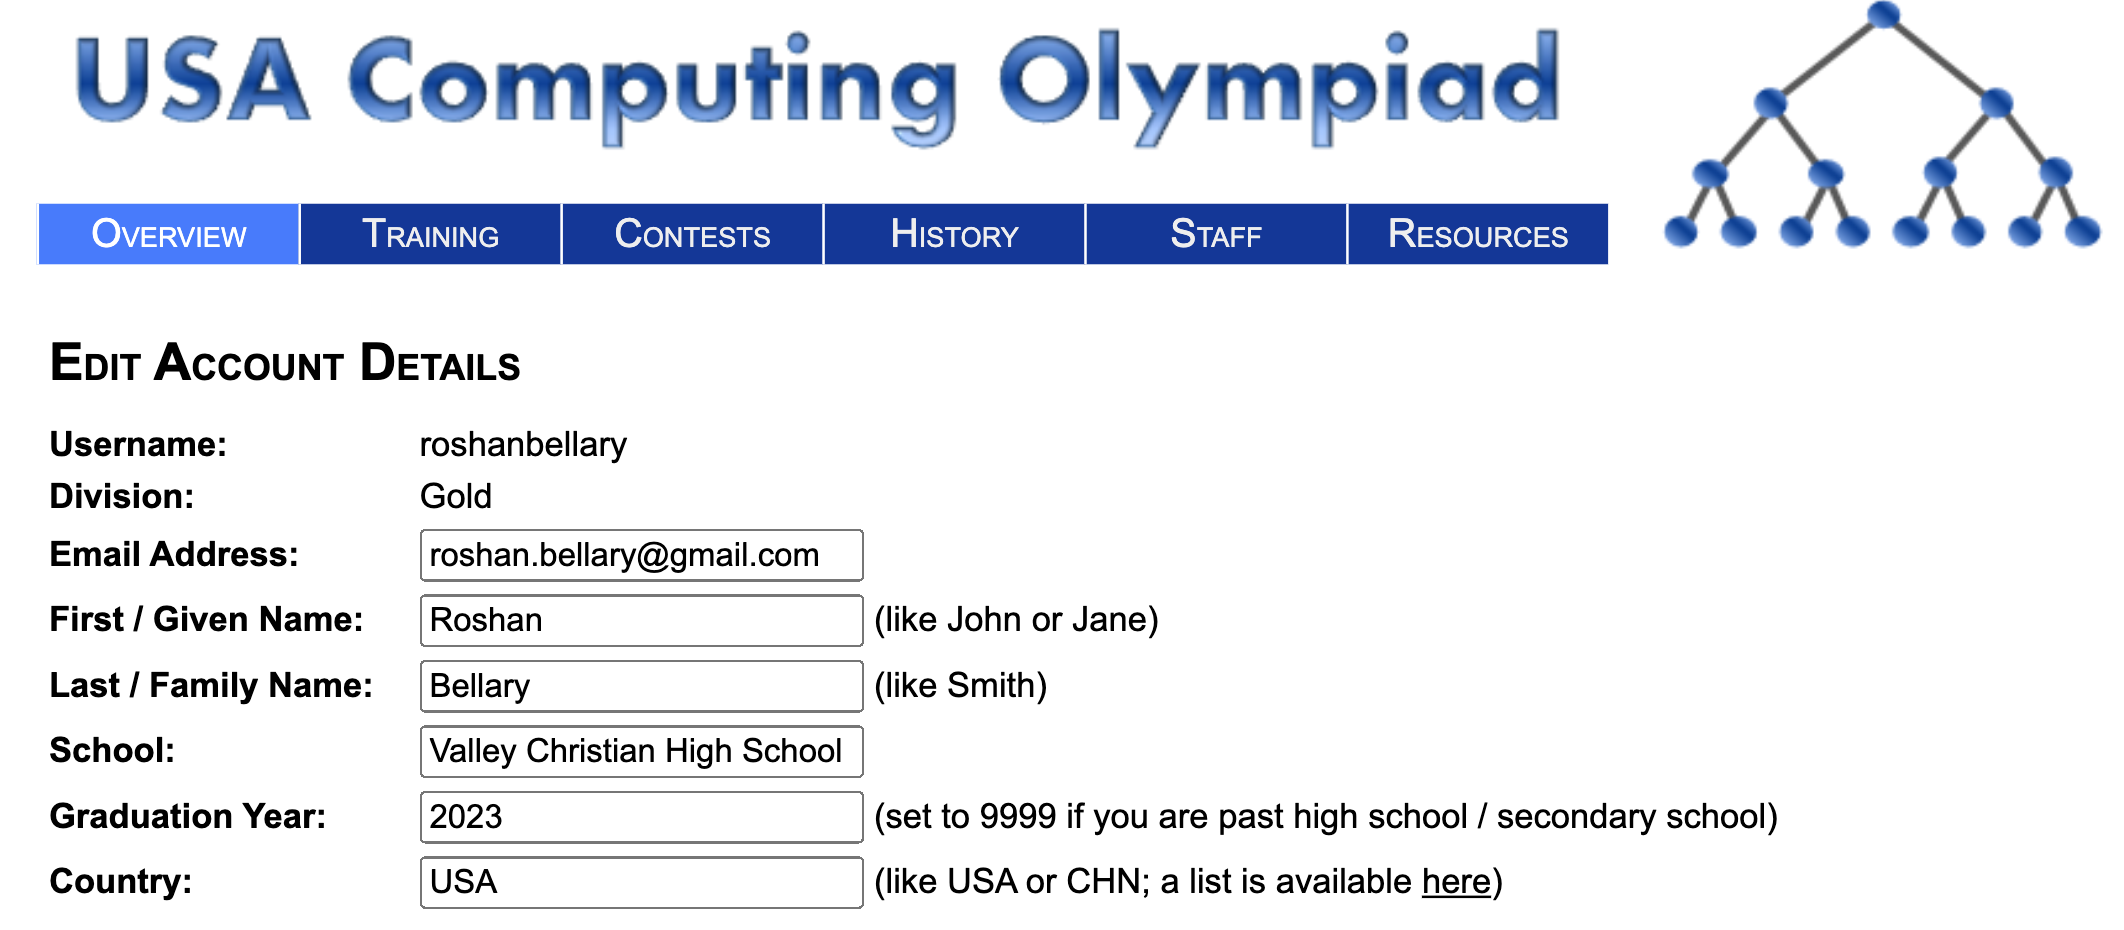 USA Computing Olympiad
Overview Training Contests History Staff Resources
Edit Account Details
Username: roshanbellary
Division: Gold
Email Address: roshan.bellary@gmail.com
First / Given Name: Roshan (like John or Jane)
Last / Family Name: Bellary (like Smith)
School: Valley Christian High School
Graduation Year: 2023 (set to 9999 if you are past high school / secondary school)
Country: USA (like USA or CHN; a list is available here)